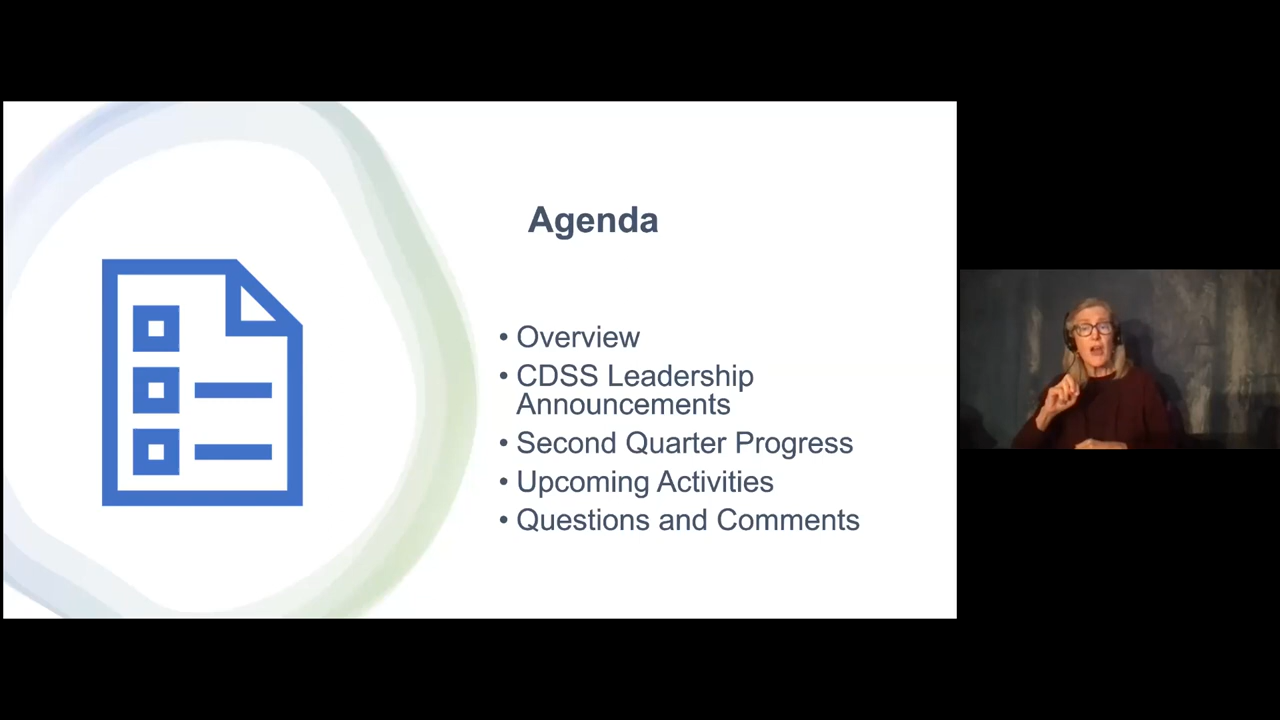 Agenda
• Overview
• CDSS Leadership
Announcements
• Second Quarter Progress
• Upcoming Activities
• Questions and Comments